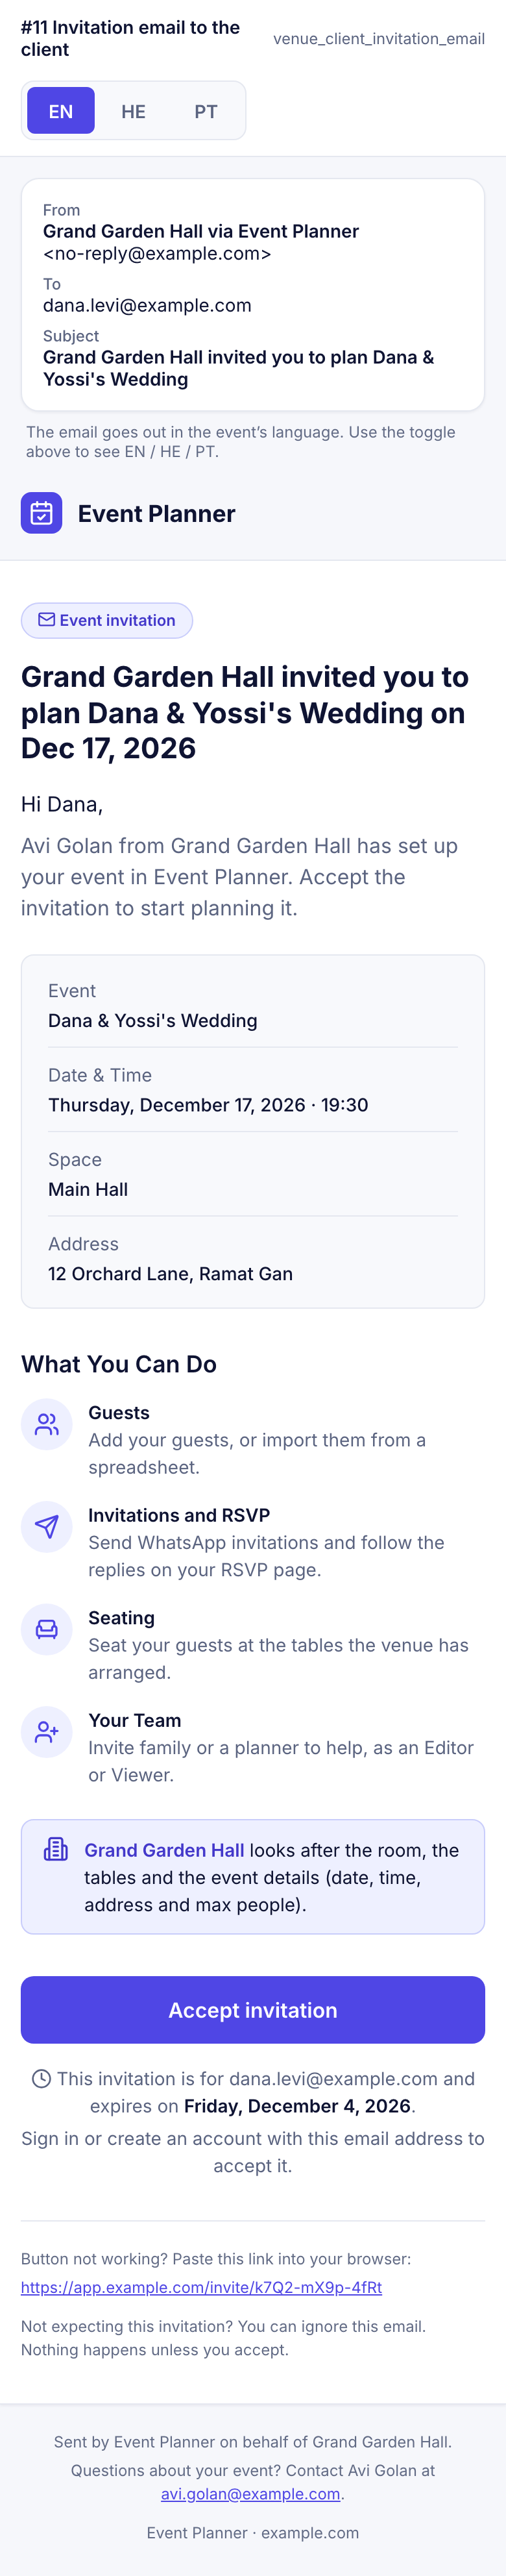 #11 Invitation email to the
client
venue_client_invitation_email
EN
HE
PT
From
Grand Garden Hall via Event Planner
<no-reply@example.com>
To
dana.levi@example.com
Subject
Grand Garden Hall invited you to plan Dana &
Yossi's Wedding
The email goes out in the event’s language. Use the toggle
above to see EN / HE / PT.
Event Planner
Event invitation
Grand Garden Hall invited you to
plan Dana & Yossi's Wedding on
Dec 17, 2026
Hi Dana,
Avi Golan from Grand Garden Hall has set up
your event in Event Planner. Accept the
invitation to start planning it.
Event
Dana & Yossi's Wedding
Date & Time
Thursday, December 17, 2026 · 19:30
Space
Main Hall
Address
12 Orchard Lane, Ramat Gan
What You Can Do
Guests
Add your guests, or import them from a
spreadsheet.
Invitations and RSVP
Send WhatsApp invitations and follow the
replies on your RSVP page.
Seating
Seat your guests at the tables the venue has
arranged.
Your Team
Invite family or a planner to help, as an Editor
or Viewer.
Grand Garden Hall looks after the room, the
tables and the event details (date, time,
address and max people).
Accept invitation
This invitation is for dana.levi@example.com and
expires on Friday, December 4, 2026.
Sign in or create an account with this email address to
accept it.
Button not working? Paste this link into your browser:
https://app.example.com/invite/k7Q2-mX9p-4fRt
Not expecting this invitation? You can ignore this email.
Nothing happens unless you accept.
Sent by Event Planner on behalf of Grand Garden Hall.
Questions about your event? Contact Avi Golan at
avi.golan@example.com.
Event Planner · example.com